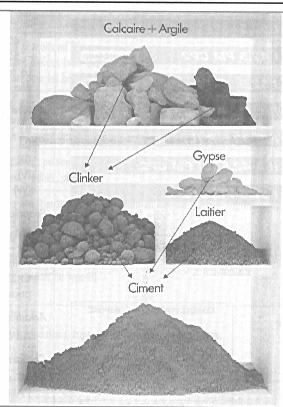 Calcaire + Argile
Gypse
Clinker
Laitier
Ciment